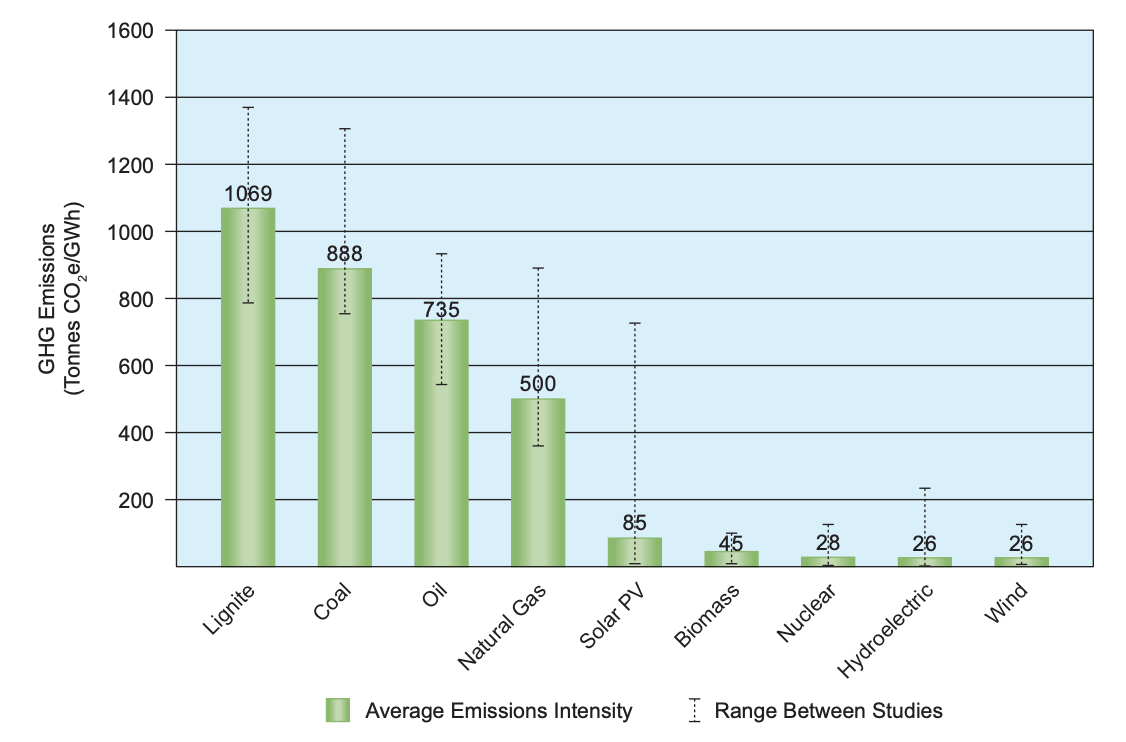 1600
1400
1200
1000
800
600
400
200
GHG Emissions
(Tonnes CO₂e/GWh)
1069
888
735
500
85
45
28
26
26
Lignite
Coal
Oil
Natural Gas
Solar PV
Biomass
Nuclear
Hydroelectric
Wind
Average Emissions Intensity
Range Between Studies